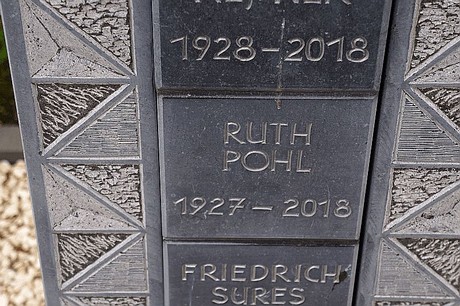 1928–2018
RUTH
POHL
1927 – 2018
FRIEDRICH
SURES